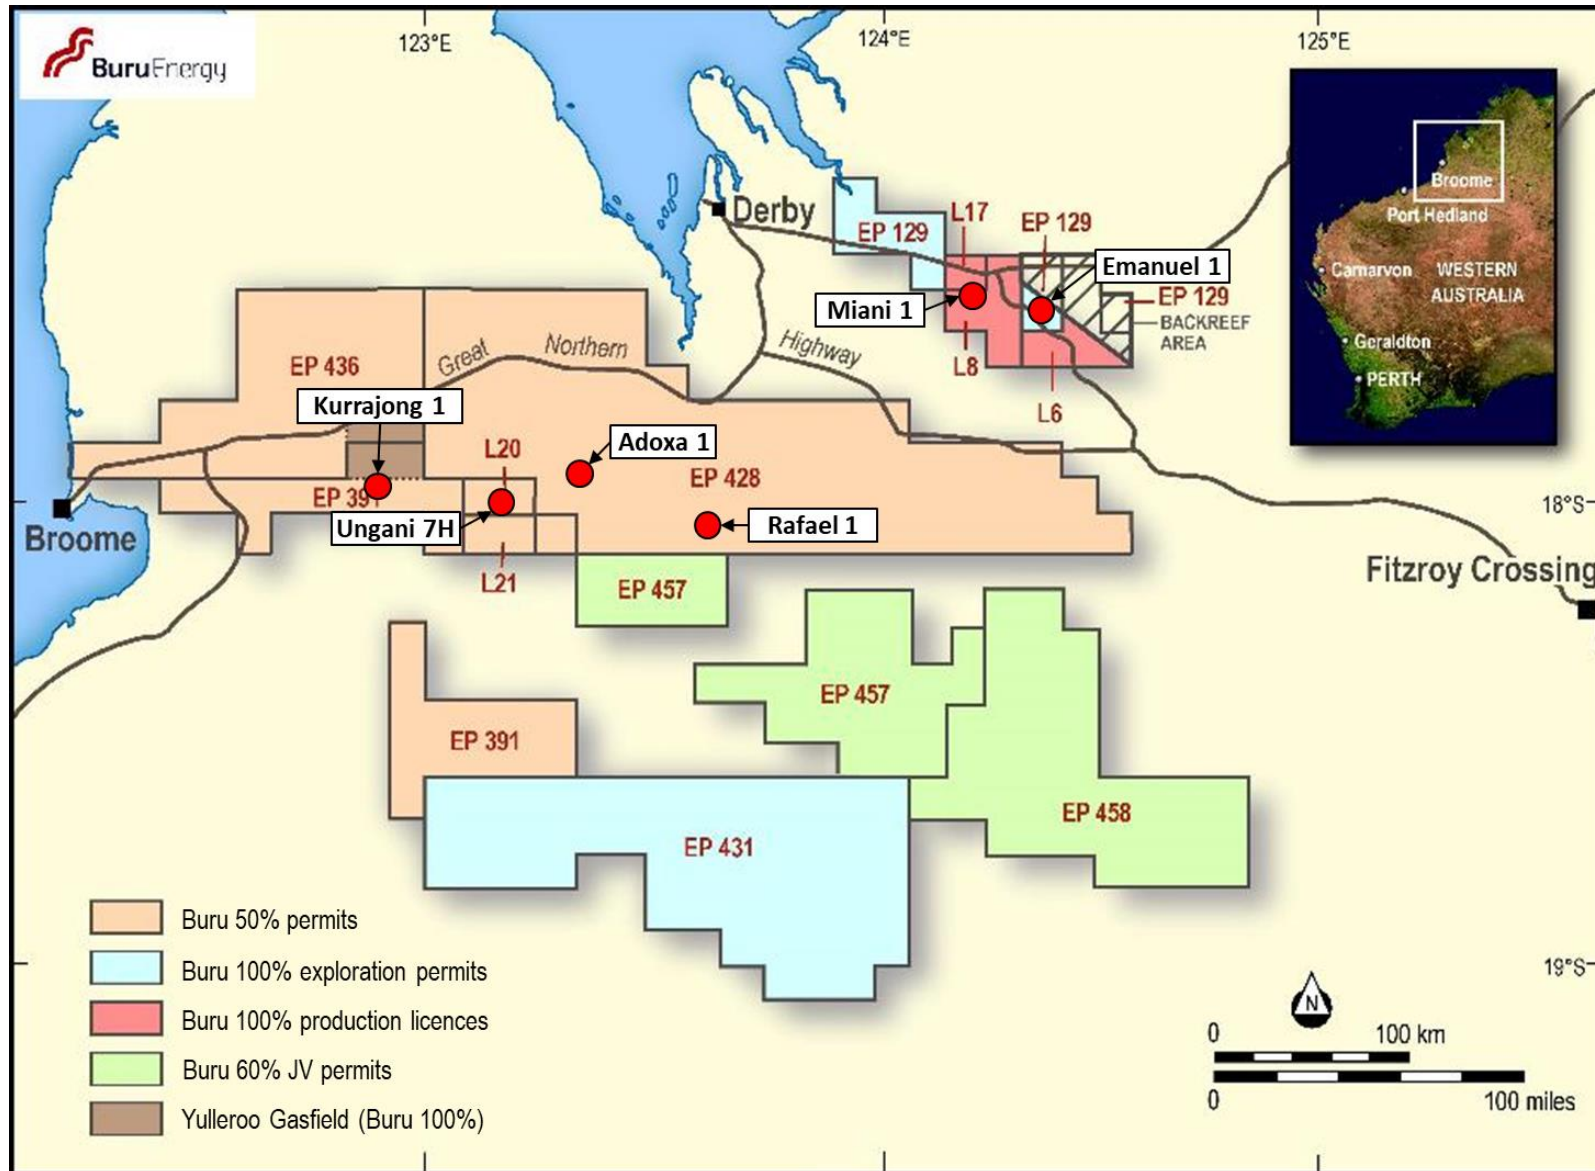 BuruEnergy
123°E
124°E
125°E
Broome
Port Hedland
Carnarvon
WESTERN
AUSTRALIA
Geraldton
PERTH
Derby
EP 129
L17
EP 129
Emanuel 1
Miani 1
EP 129
BACKREEF
AREA
L8
L6
Great Northern Highway
EP 436
Kurrajong 1
Adoxa 1
L20
EP 428
EP 391
Ungani 7H
Rafael 1
18°S
Broome
L21
Fitzroy Crossing
EP 457
EP 457
EP 391
EP 458
EP 431
Buru 50% permits
Buru 100% exploration permits
Buru 100% production licences
Buru 60% JV permits
Yulleroo Gasfield (Buru 100%)
19°S
N
0 100 km
0 100 miles